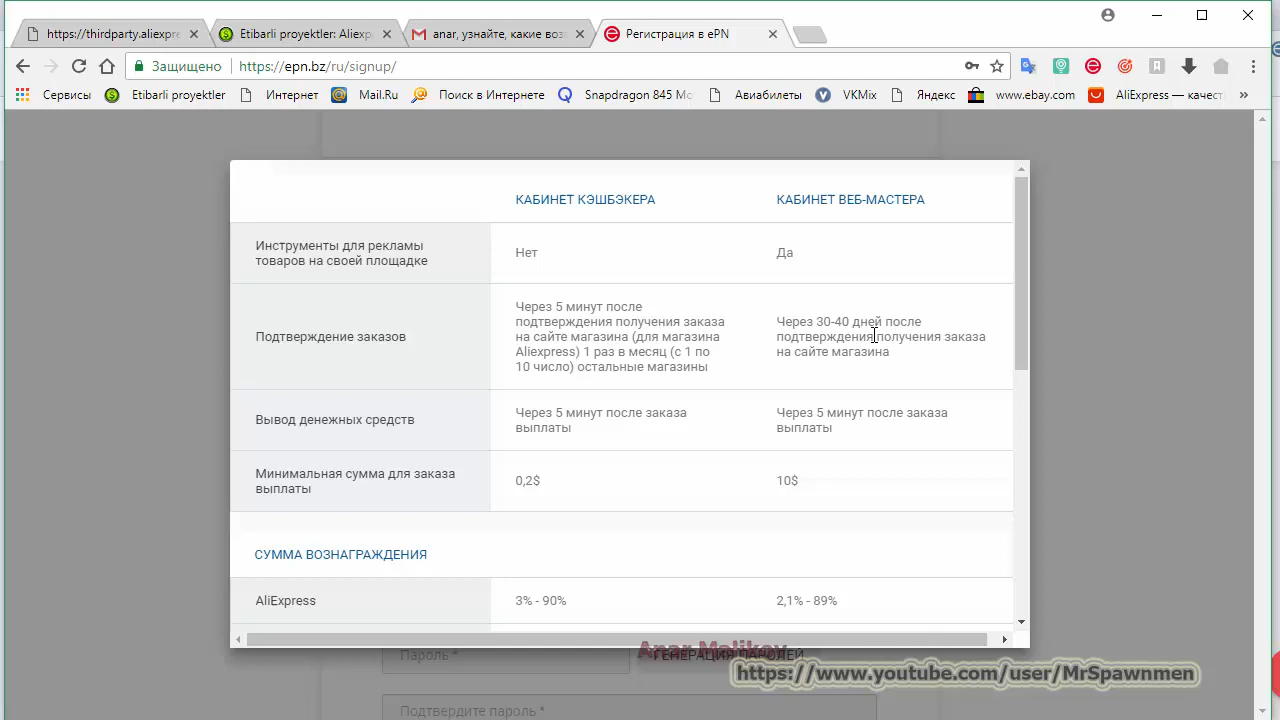 https://thirdparty.aliexpre
Etibarli proyektler: Aliexp
anar, узнайте, какие воз
Регистрация в ePN
Защищено
https://epn.bz/ru/signup/
Сервисы
Etibarli proyektler
Интернет
Mail.Ru
Поиск в Интернете
Snapdragon 845 Мо
Авиабилеты
VKMix
Яндекс
www.ebay.com
AliExpress — качест
»
КАБИНЕТ КЭШБЭКЕРА
КАБИНЕТ ВЕБ-МАСТЕРА
Инструменты для рекламы
товаров на своей площадке
Нет
Да
Подтверждение заказов
Через 5 минут после
подтверждения получения заказа
на сайте магазина (для магазина
Aliexpress) 1 раз в месяц (с 1 по
10 число) остальные магазины
Через 30-40 дней после
подтверждения получения заказа
на сайте магазина
Вывод денежных средств
Через 5 минут после заказа
выплаты
Через 5 минут после заказа
выплаты
Минимальная сумма для заказа
выплаты
0,2$
10$
СУММА ВОЗНАГРАЖДЕНИЯ
AliExpress
3% - 90%
2,1% - 89%
Anar Melikov
Пароль *
ГЕНЕРАЦИЯ ПАРОЛЕЙ
https://www.youtube.com/user/MrSpawnmen
Подтвердите пароль *